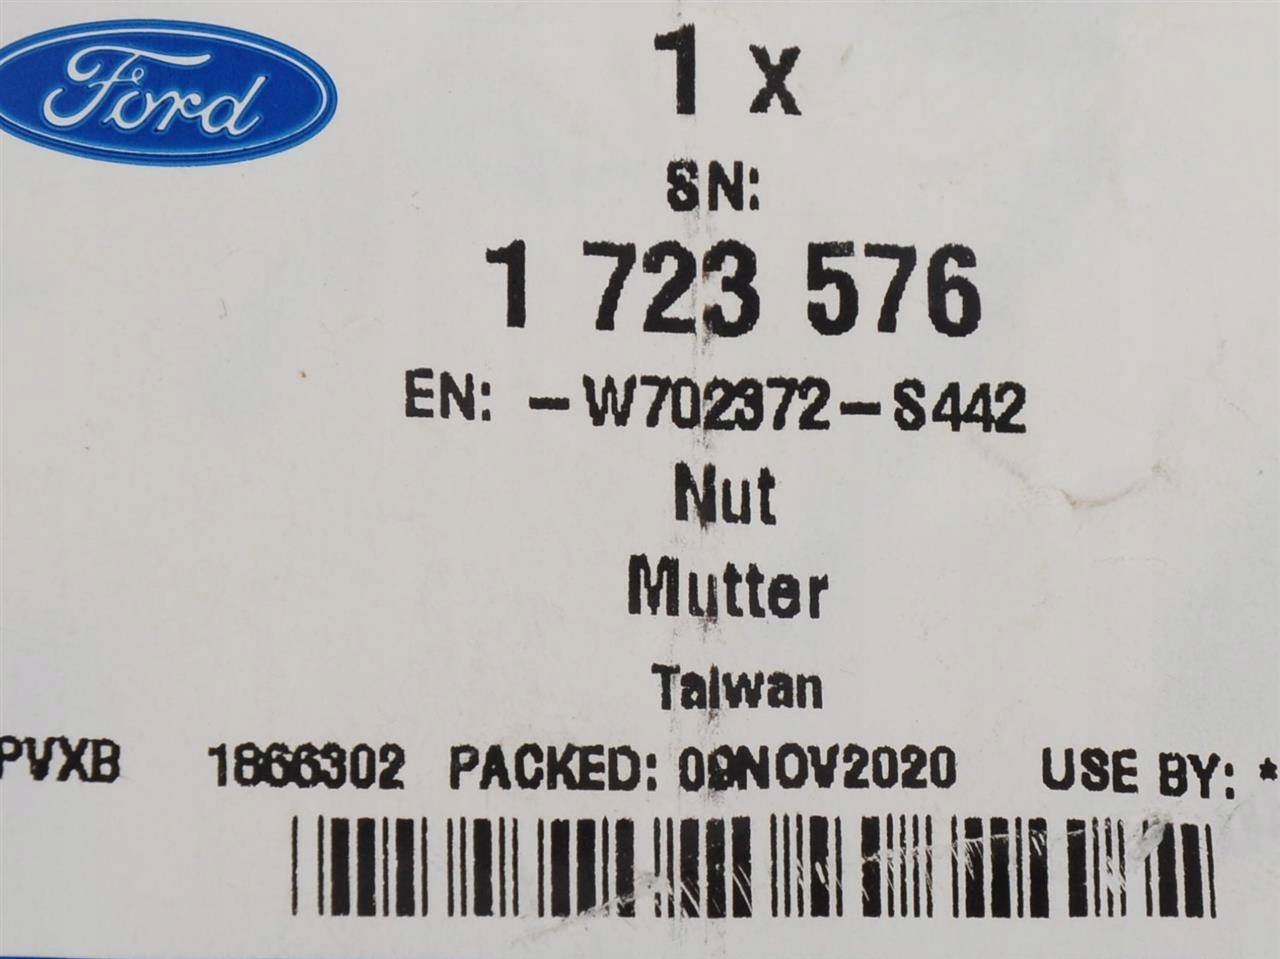 Ford
1 x
SN:
1 723 576
EN: -W702372-S442
Nut
Mutter
Taiwan
PVXB 1866302 PACKED: 09NOV2020 USE BY: *